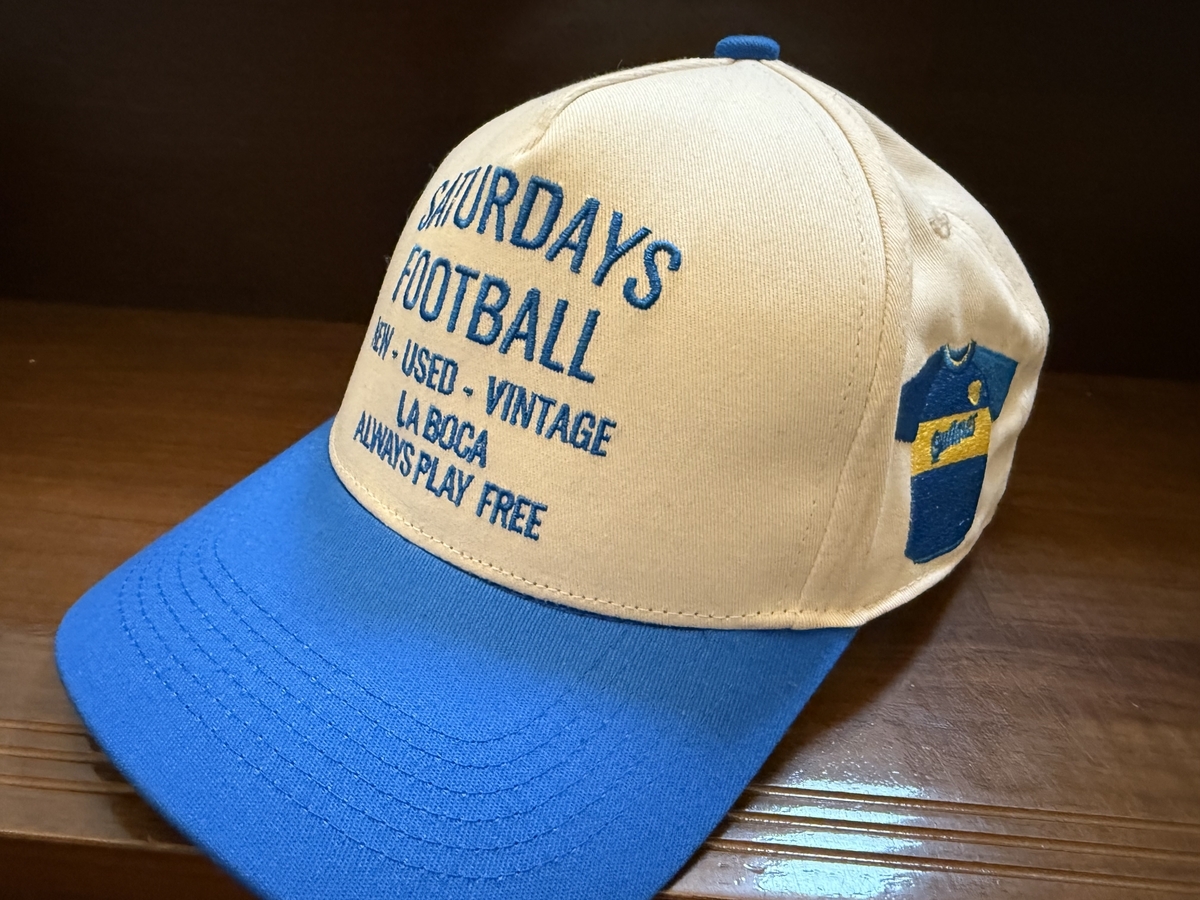 SATURDAYS
FOOTBALL
NEW - USED - VINTAGE
LA BOCA
ALWAYS PLAY FREE